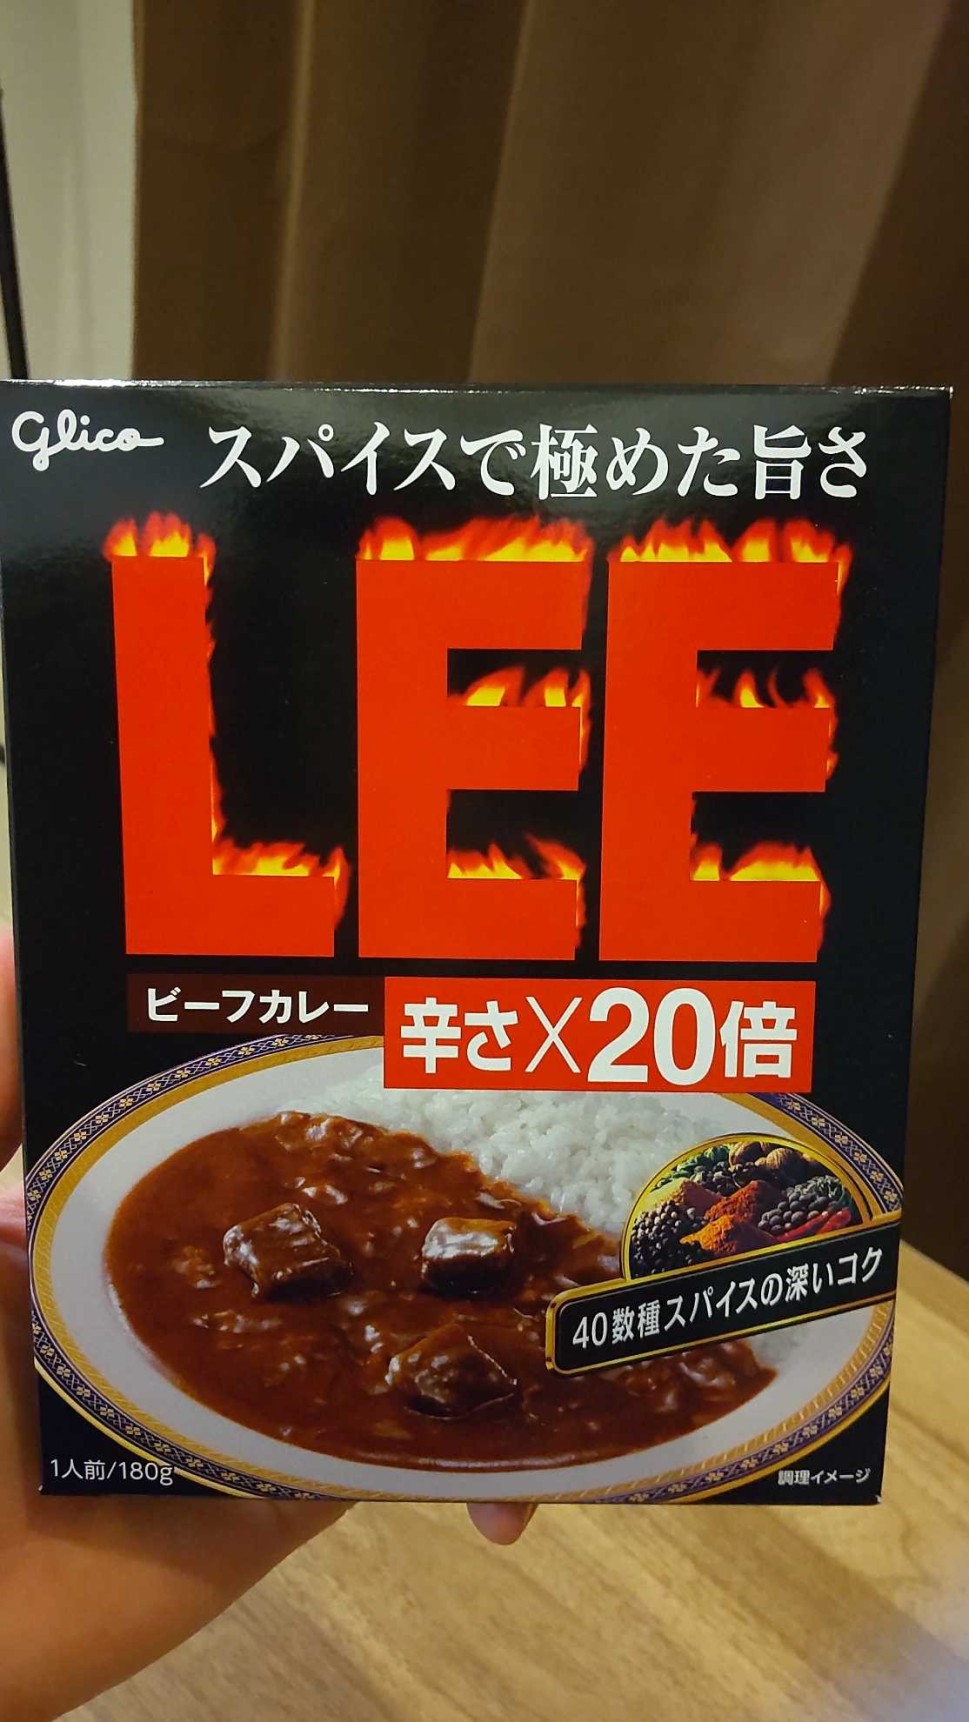 Glico
スパイスで極めた旨さ
LEE
ビーフカレー
辛さ×20倍
40数種スパイスの深いコク
1人前/180g
調理イメージ